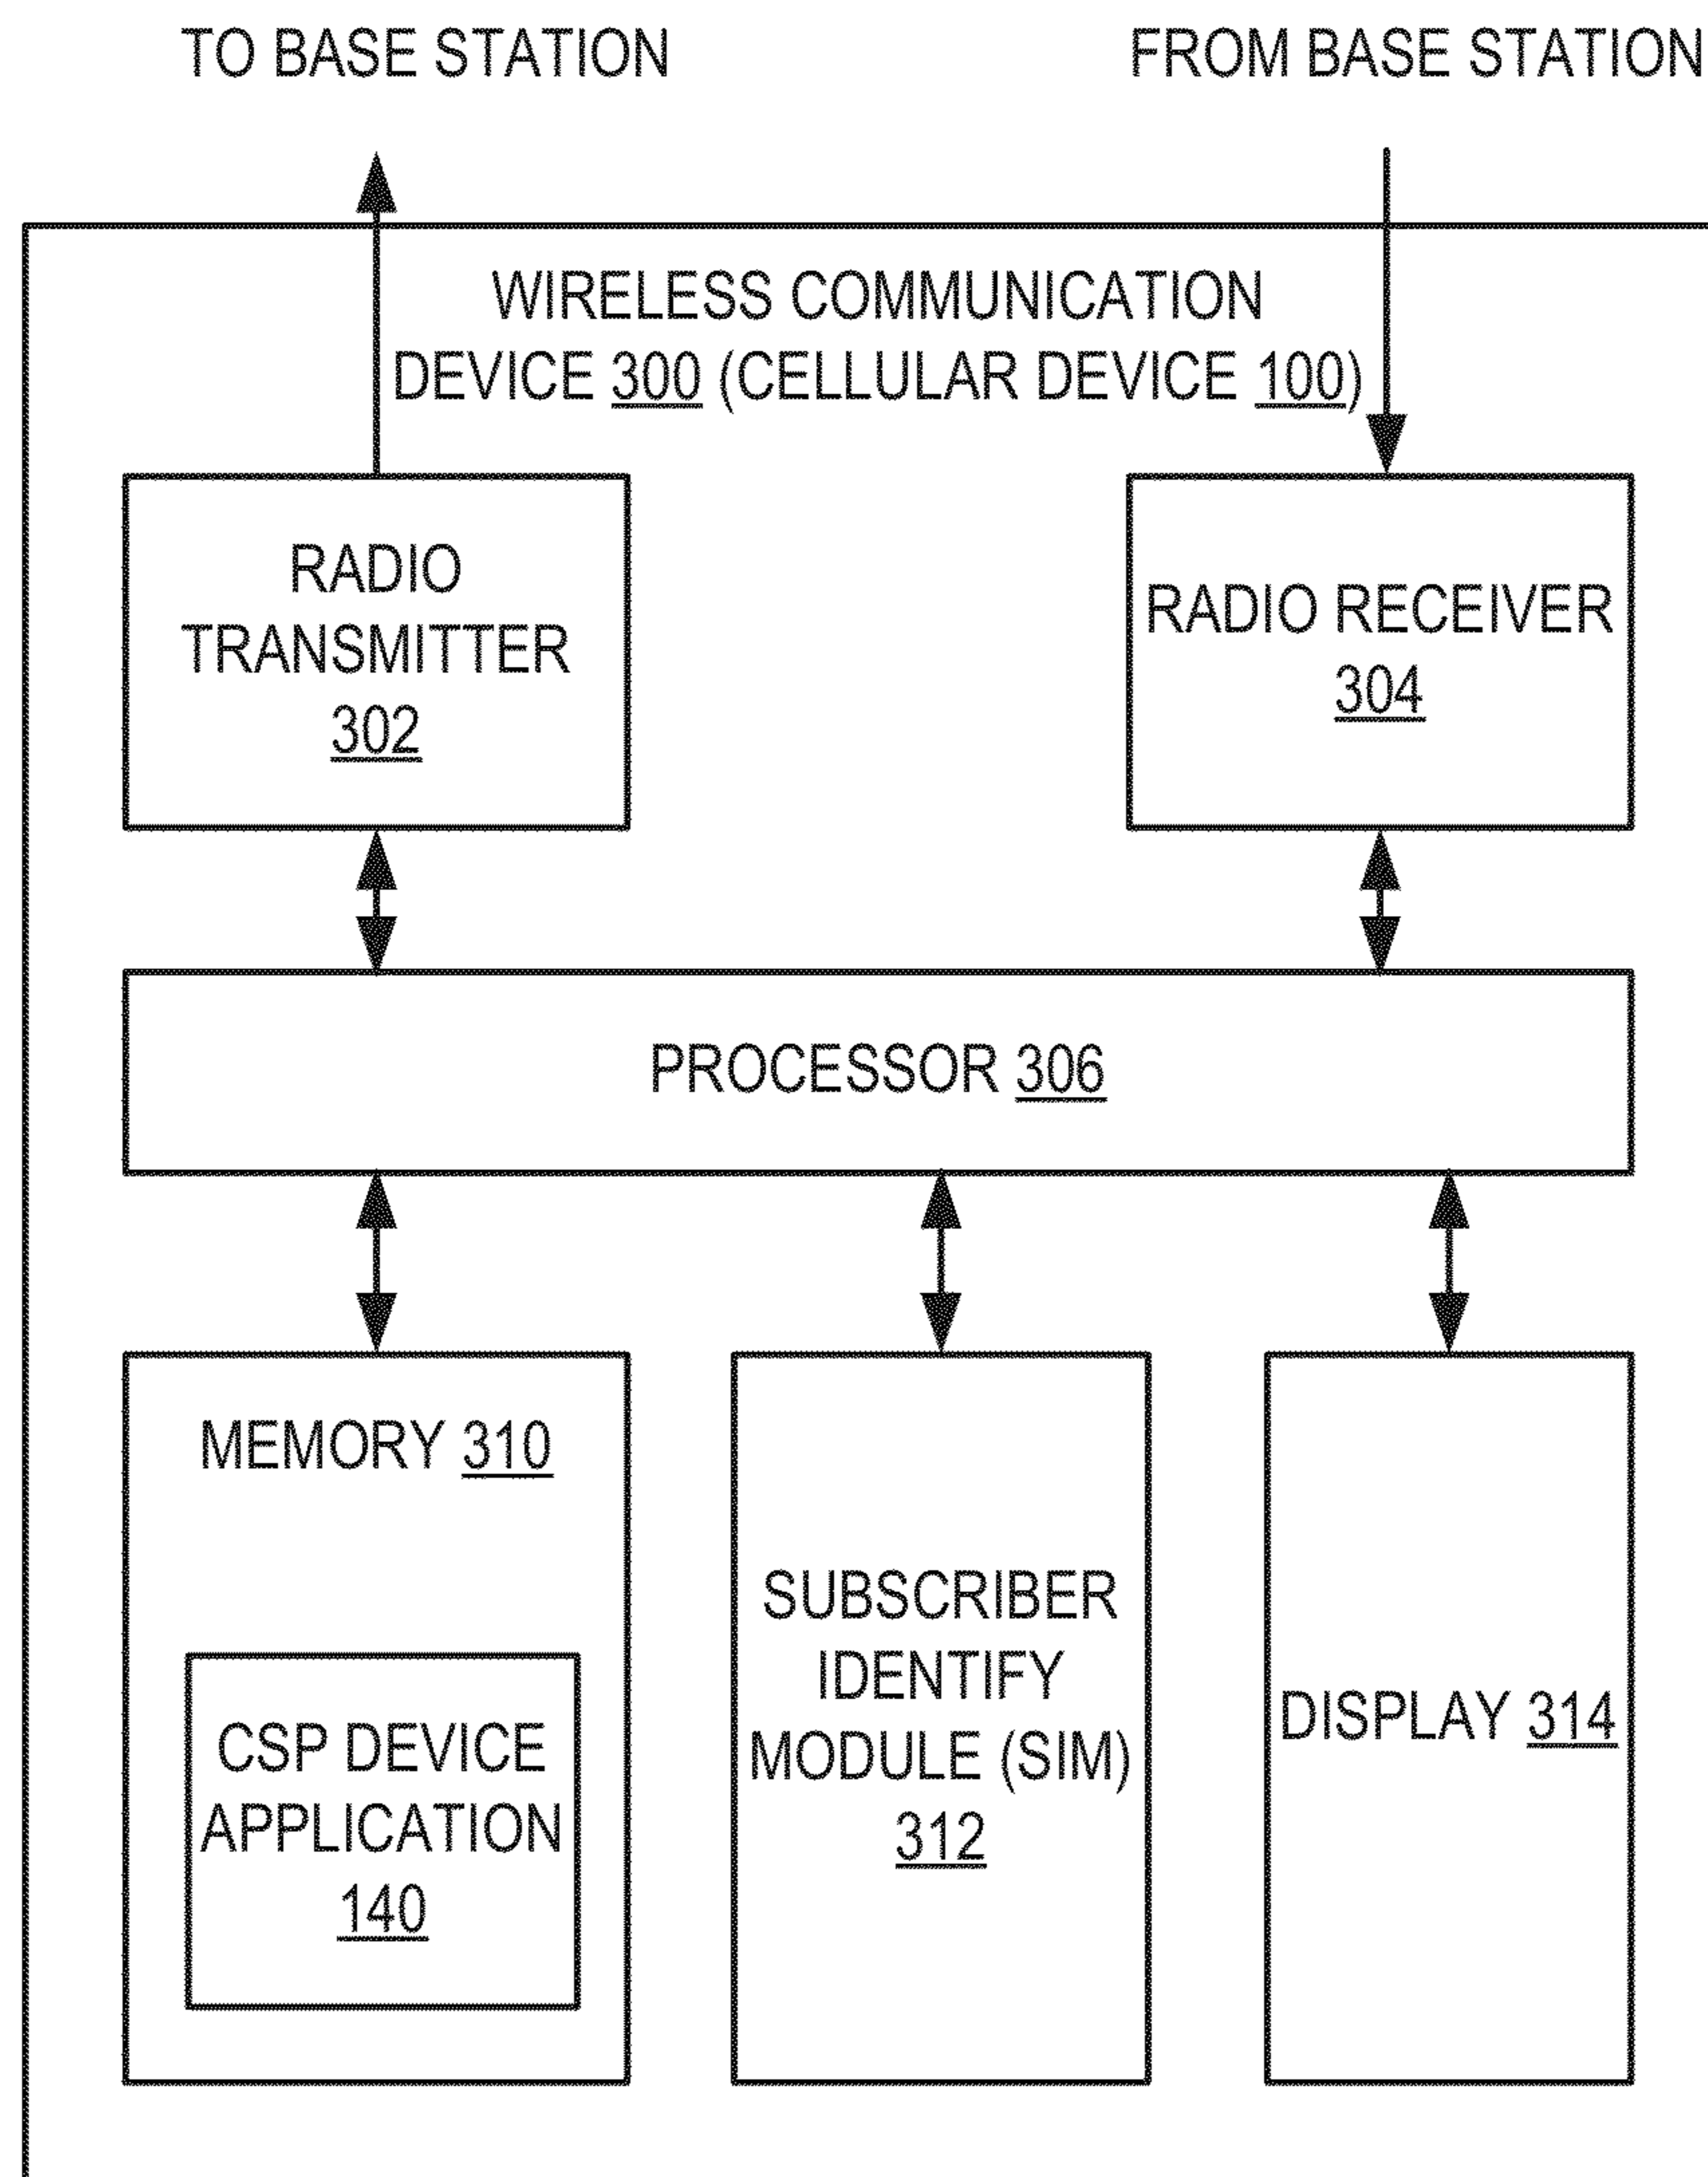 TO BASE STATION
FROM BASE STATION
WIRELESS COMMUNICATION
DEVICE 300 (CELLULAR DEVICE 100)
RADIO
TRANSMITTER
302
RADIO RECEIVER
304
PROCESSOR 306
MEMORY 310
CSP DEVICE
APPLICATION
140
SUBSCRIBER
IDENTIFY
MODULE (SIM)
312
DISPLAY 314